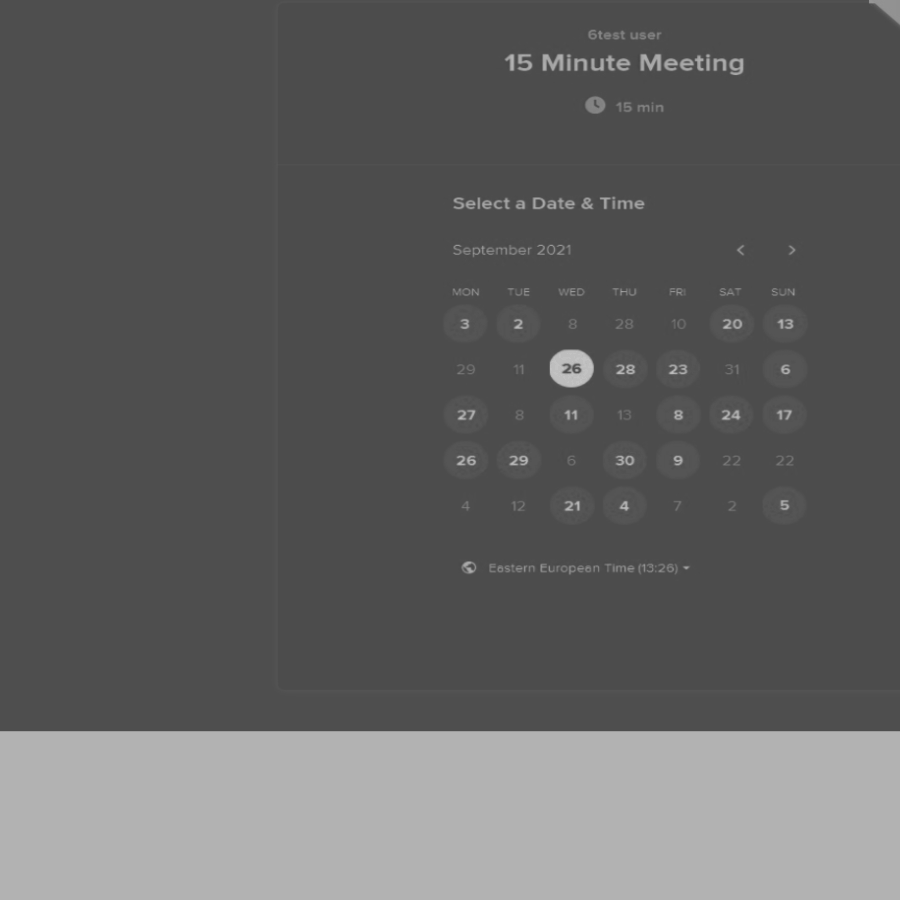 6test user
15 Minute Meeting
15 min
Select a Date & Time
September 2021
MON TUE WED THU FRI SAT SUN
3 2 8 28 10 20 13
29 11 26 28 23 31 6
27 8 11 13 8 24 17
26 29 6 30 9 22 22
4 12 21 4 7 2 5
Eastern European Time (13:26)